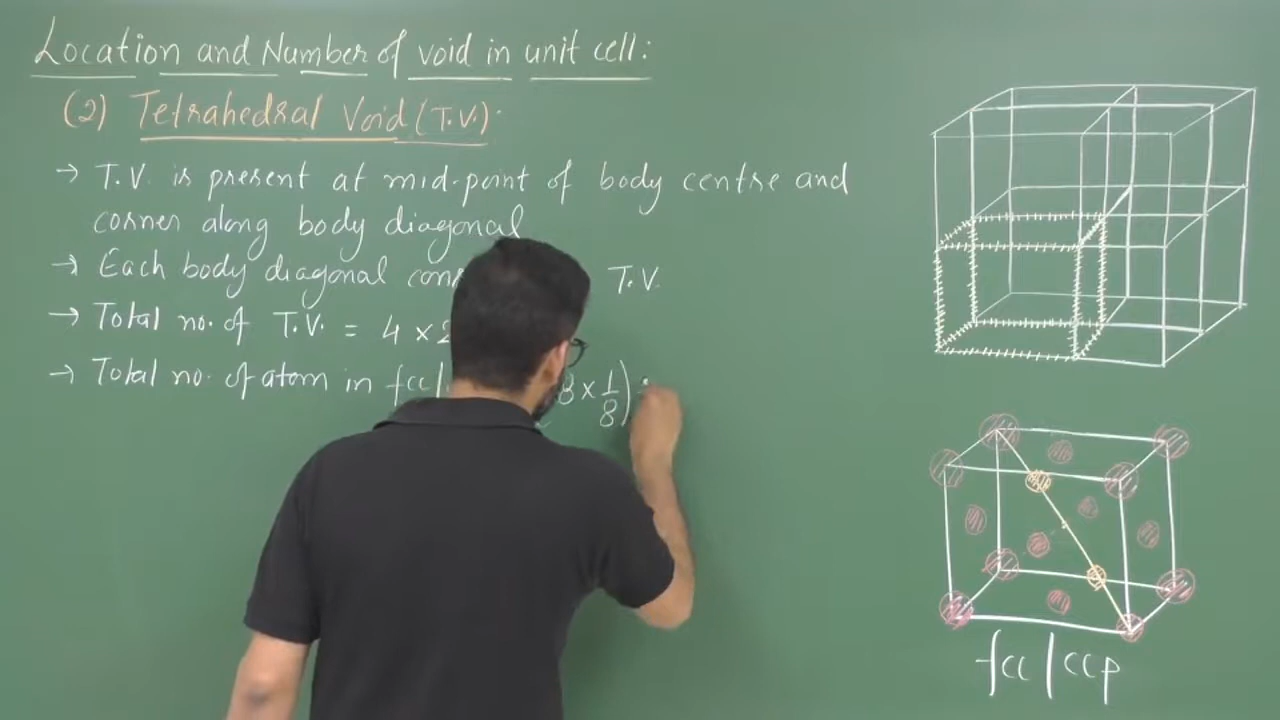 Location and Number of void in unit cell:
(2) Tetrahedral Void (T.V.)
→ T.V. is present at mid-point of body centre and
corner along body diagonal
→ Each body diagonal T.V.
→ Total no. of T.V. = 4 × 2
→ Total no. of atom in fcc | 8 × 1/8)
fcc | ccp